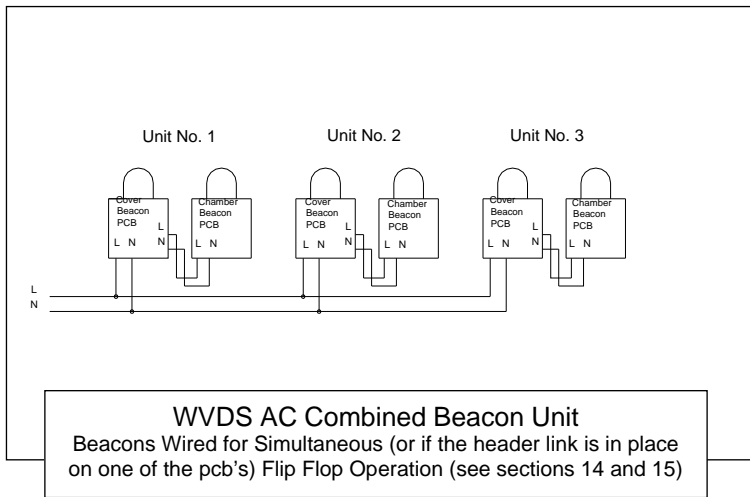 Unit No. 1
Unit No. 2
Unit No. 3
Cover
Beacon
PCB
L
N
L N
Chamber
Beacon
PCB
L N
Cover
Beacon
PCB
L
N
L N
Chamber
Beacon
PCB
L N
Cover
Beacon
PCB
L
N
L N
Chamber
Beacon
PCB
L N
L
N
WVDS AC Combined Beacon Unit
Beacons Wired for Simultaneous (or if the header link is in place
on one of the pcb's) Flip Flop Operation (see sections 14 and 15)